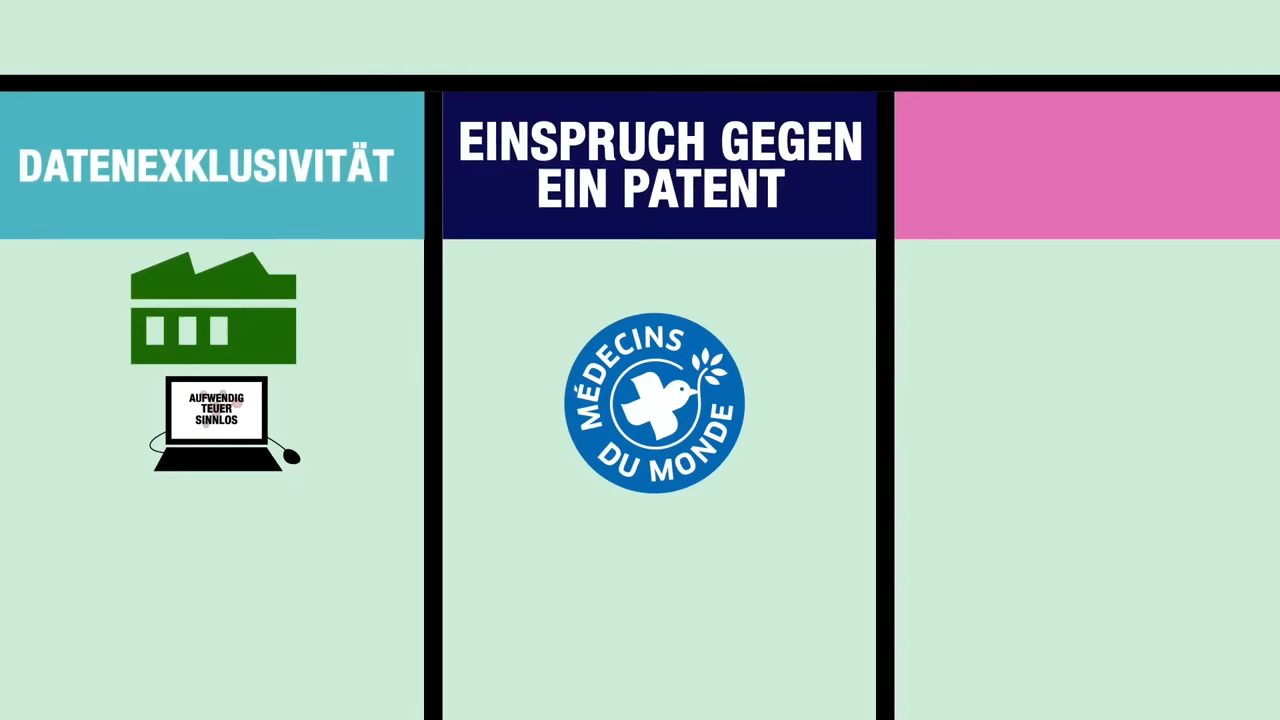 DATENEXKLUSIVITÄT
EINSPRUCH GEGEN
EIN PATENT
AUFWENDIG
TEUER
SINNLOS
MÉDECINS
DU MONDE